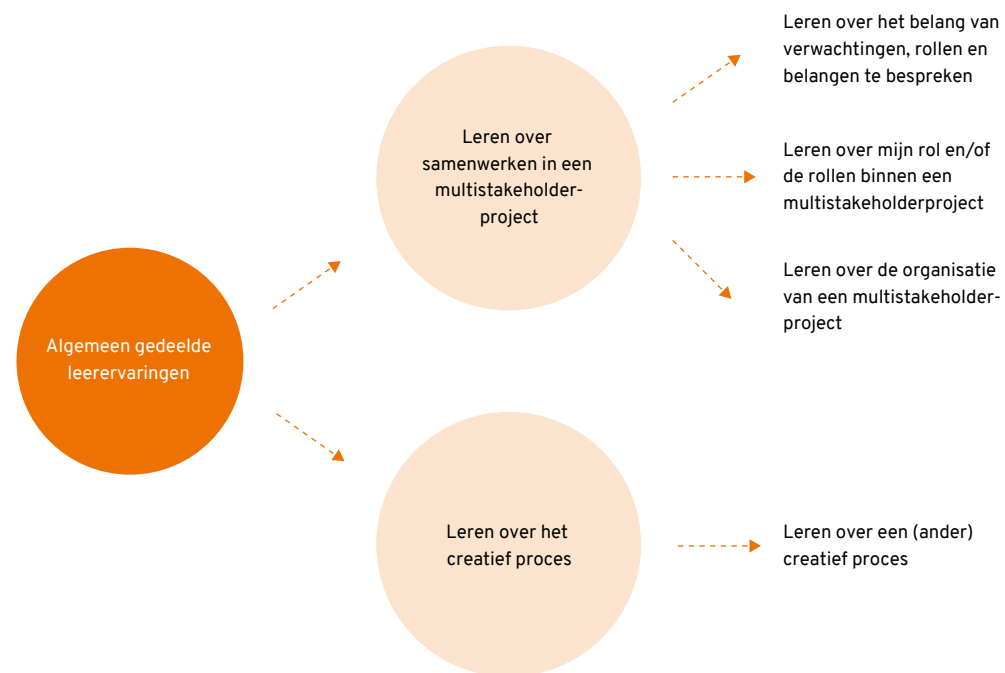 Algemeen gedeelde
leerervaringen
Leren over
samenwerken in een
multistakeholder-
project
Leren over het belang van
verwachtingen, rollen en
belangen te bespreken
Leren over mijn rol en/of
de rollen binnen een
multistakeholderproject
Leren over de organisatie
van een multistakeholder-
project
Leren over het
creatief proces
Leren over een (ander)
creatief proces